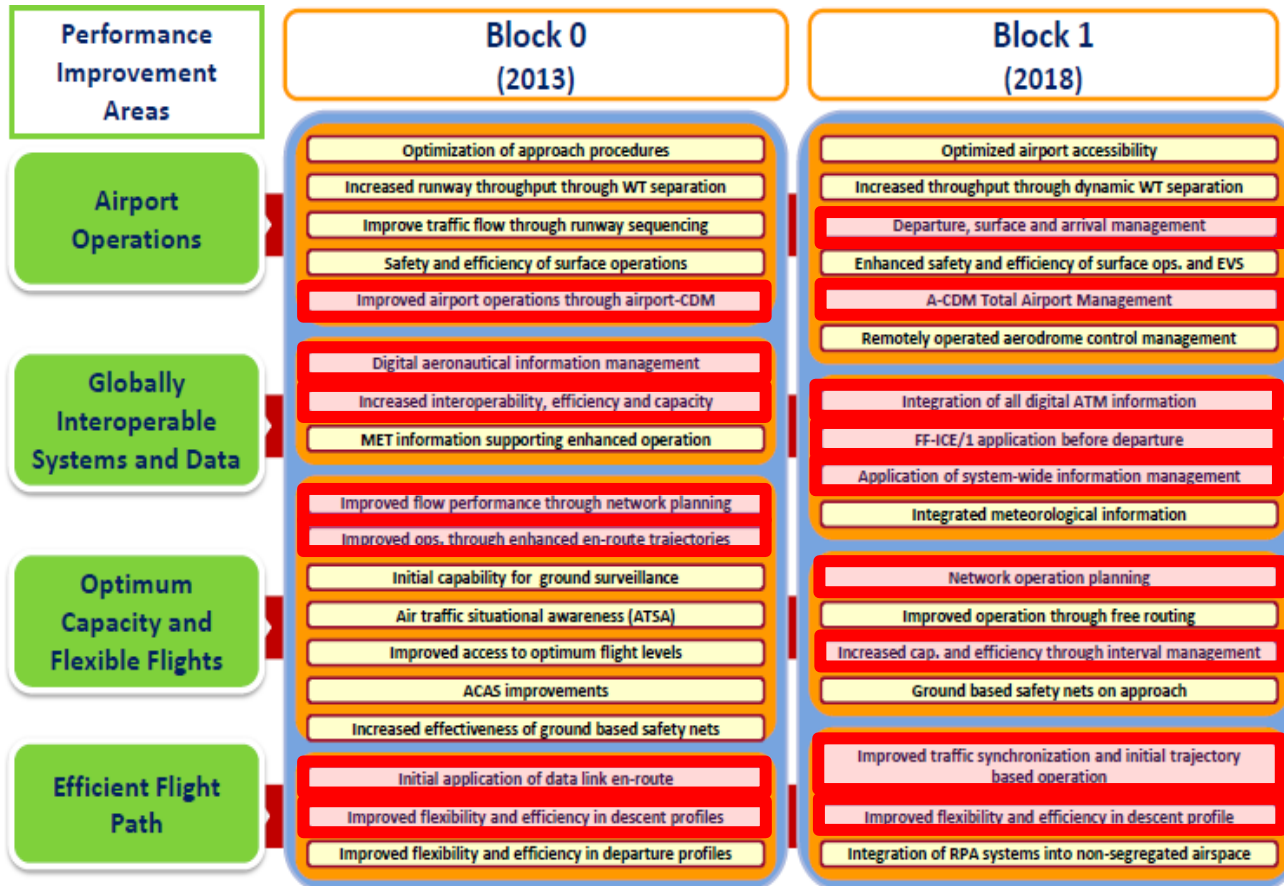 Performance
Improvement
Areas
Block 0
(2013)
Block 1
(2018)
Airport
Operations
Optimization of approach procedures
Increased runway throughput through WT separation
Improve traffic flow through runway sequencing
Safety and efficiency of surface operations
Improved airport operations through airport-CDM
Optimized airport accessibility
Increased throughput through dynamic WT separation
Departure, surface and arrival management
Enhanced safety and efficiency of surface ops. and EVS
A-CDM Total Airport Management
Remotely operated aerodrome control management
Globally
Interoperable
Systems and Data
Digital aeronautical information management
Increased interoperability, efficiency and capacity
MET information supporting enhanced operation
Integration of all digital ATM information
FF-ICE/1 application before departure
Application of system-wide information management
Integrated meteorological information
Optimum
Capacity and
Flexible Flights
Improved flow performance through network planning
Improved ops. through enhanced en-route trajectories
Initial capability for ground surveillance
Air traffic situational awareness (ATSA)
Improved access to optimum flight levels
ACAS improvements
Increased effectiveness of ground based safety nets
Network operation planning
Improved operation through free routing
Increased cap. and efficiency through interval management
Ground based safety nets on approach
Efficient Flight
Path
Initial application of data link en-route
Improved flexibility and efficiency in descent profiles
Improved flexibility and efficiency in departure profiles
Improved traffic synchronization and initial trajectory
based operation
Improved flexibility and efficiency in descent profile
Integration of RPA systems into non-segregated airspace